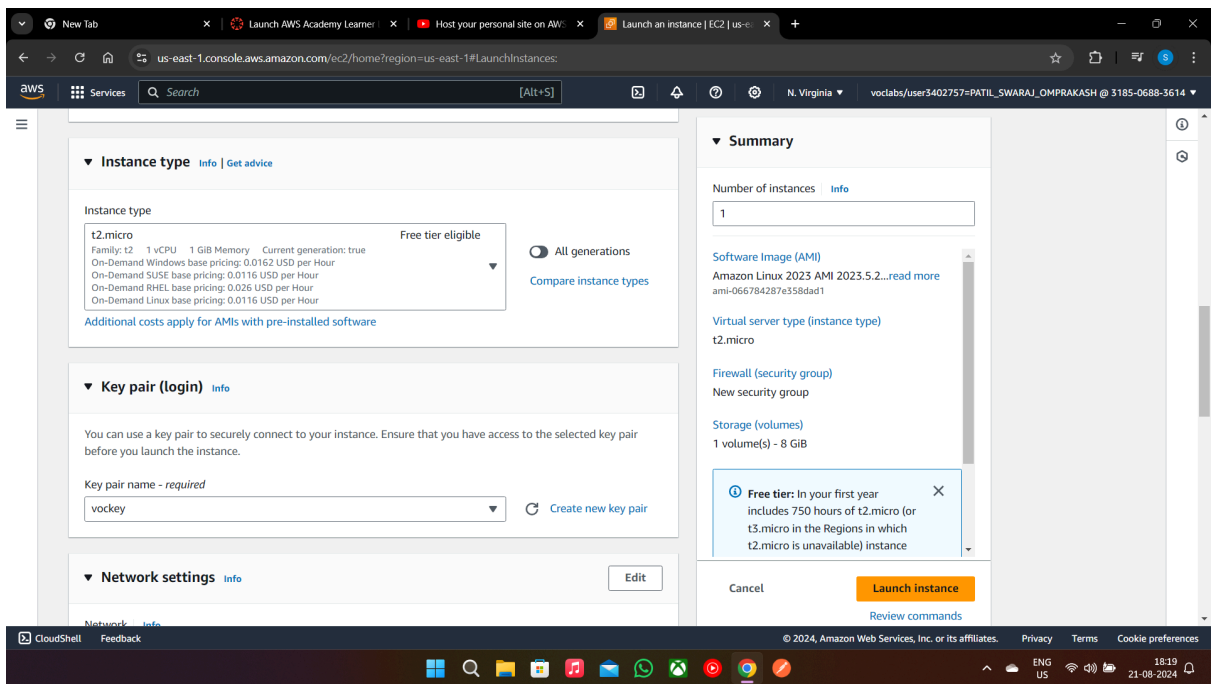 New Tab
Launch AWS Academy Learner
Host your personal site on AWS
Launch an instance | EC2 | us-ea
us-east-1.console.aws.amazon.com/ec2/home?region=us-east-1#LaunchInstances:
S
aws
Services
Search
[Alt+S]
N. Virginia
voclabs/user3402757=PATIL_SWARAJ_OMPRAKASH @ 3185-0688-3614
Instance type Info | Get advice
Instance type
t2.micro Free tier eligible
Family: t2 1 vCPU 1 GiB Memory Current generation: true
On-Demand Windows base pricing: 0.0162 USD per Hour
On-Demand SUSE base pricing: 0.0116 USD per Hour
On-Demand RHEL base pricing: 0.026 USD per Hour
On-Demand Linux base pricing: 0.0116 USD per Hour
All generations
Compare instance types
Additional costs apply for AMIs with pre-installed software
Key pair (login) Info
You can use a key pair to securely connect to your instance. Ensure that you have access to the selected key pair
before you launch the instance.
Key pair name - required
vockey
Create new key pair
Network settings Info
Edit
Network Info
Summary
Number of instances Info
1
Software Image (AMI)
Amazon Linux 2023 AMI 2023.5.2...read more
ami-066784287e358dad1
Virtual server type (instance type)
t2.micro
Firewall (security group)
New security group
Storage (volumes)
1 volume(s) - 8 GiB
Free tier: In your first year
includes 750 hours of t2.micro (or
t3.micro in the Regions in which
t2.micro is unavailable) instance
Cancel
Launch instance
Review commands
CloudShell Feedback
© 2024, Amazon Web Services, Inc. or its affiliates. Privacy Terms Cookie preferences
ENG
US
18:19
21-08-2024